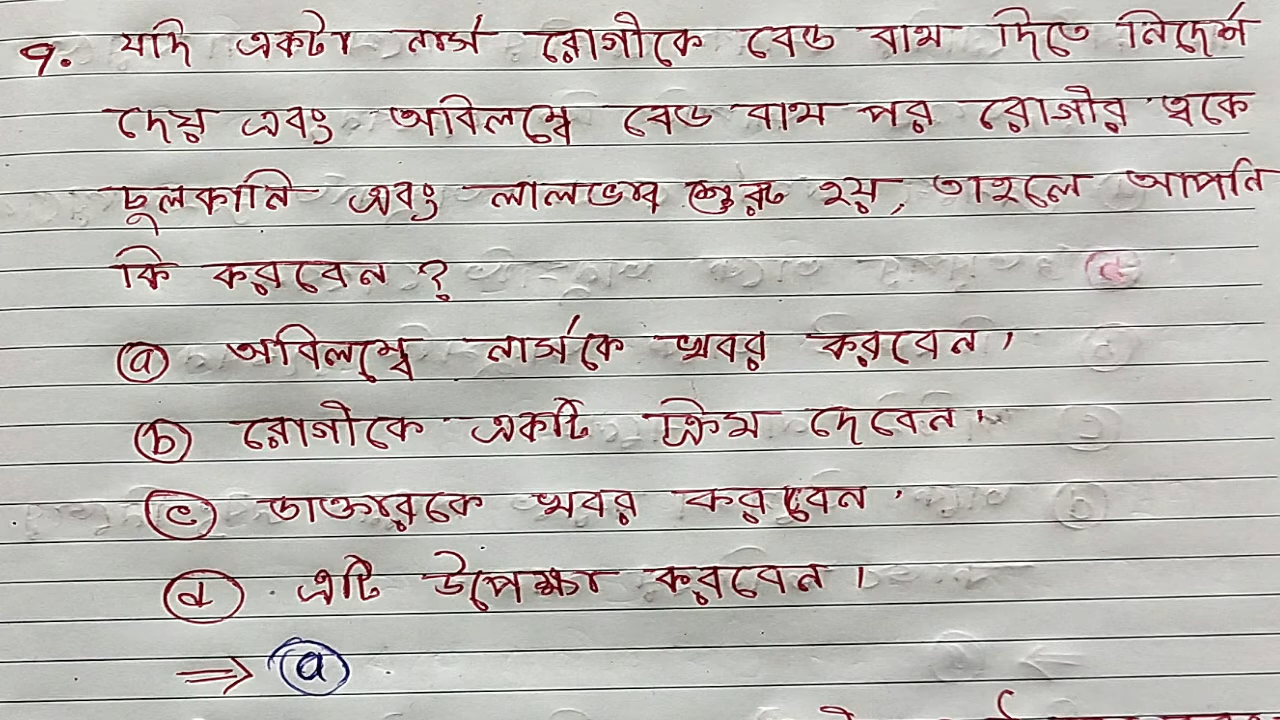 ৭. যদি একটা নার্স রোগীকে বেড বাথ দিতে নির্দেশ
দেয় এবং অবিলম্বে বেড বাথ পর রোগীর ত্বকে
চুলকানি এবং লালভাব শুরু হয়, তাহলে আপনি
কি করবেন ?
ⓐ অবিলম্বে নার্সকে খবর করবেন।
ⓑ রোগীকে একটি ক্রিম দেবেন।
ⓒ ডাক্তারকে খবর করবেন।
ⓓ এটি উপেক্ষা করবেন।
⇒ ⓐ